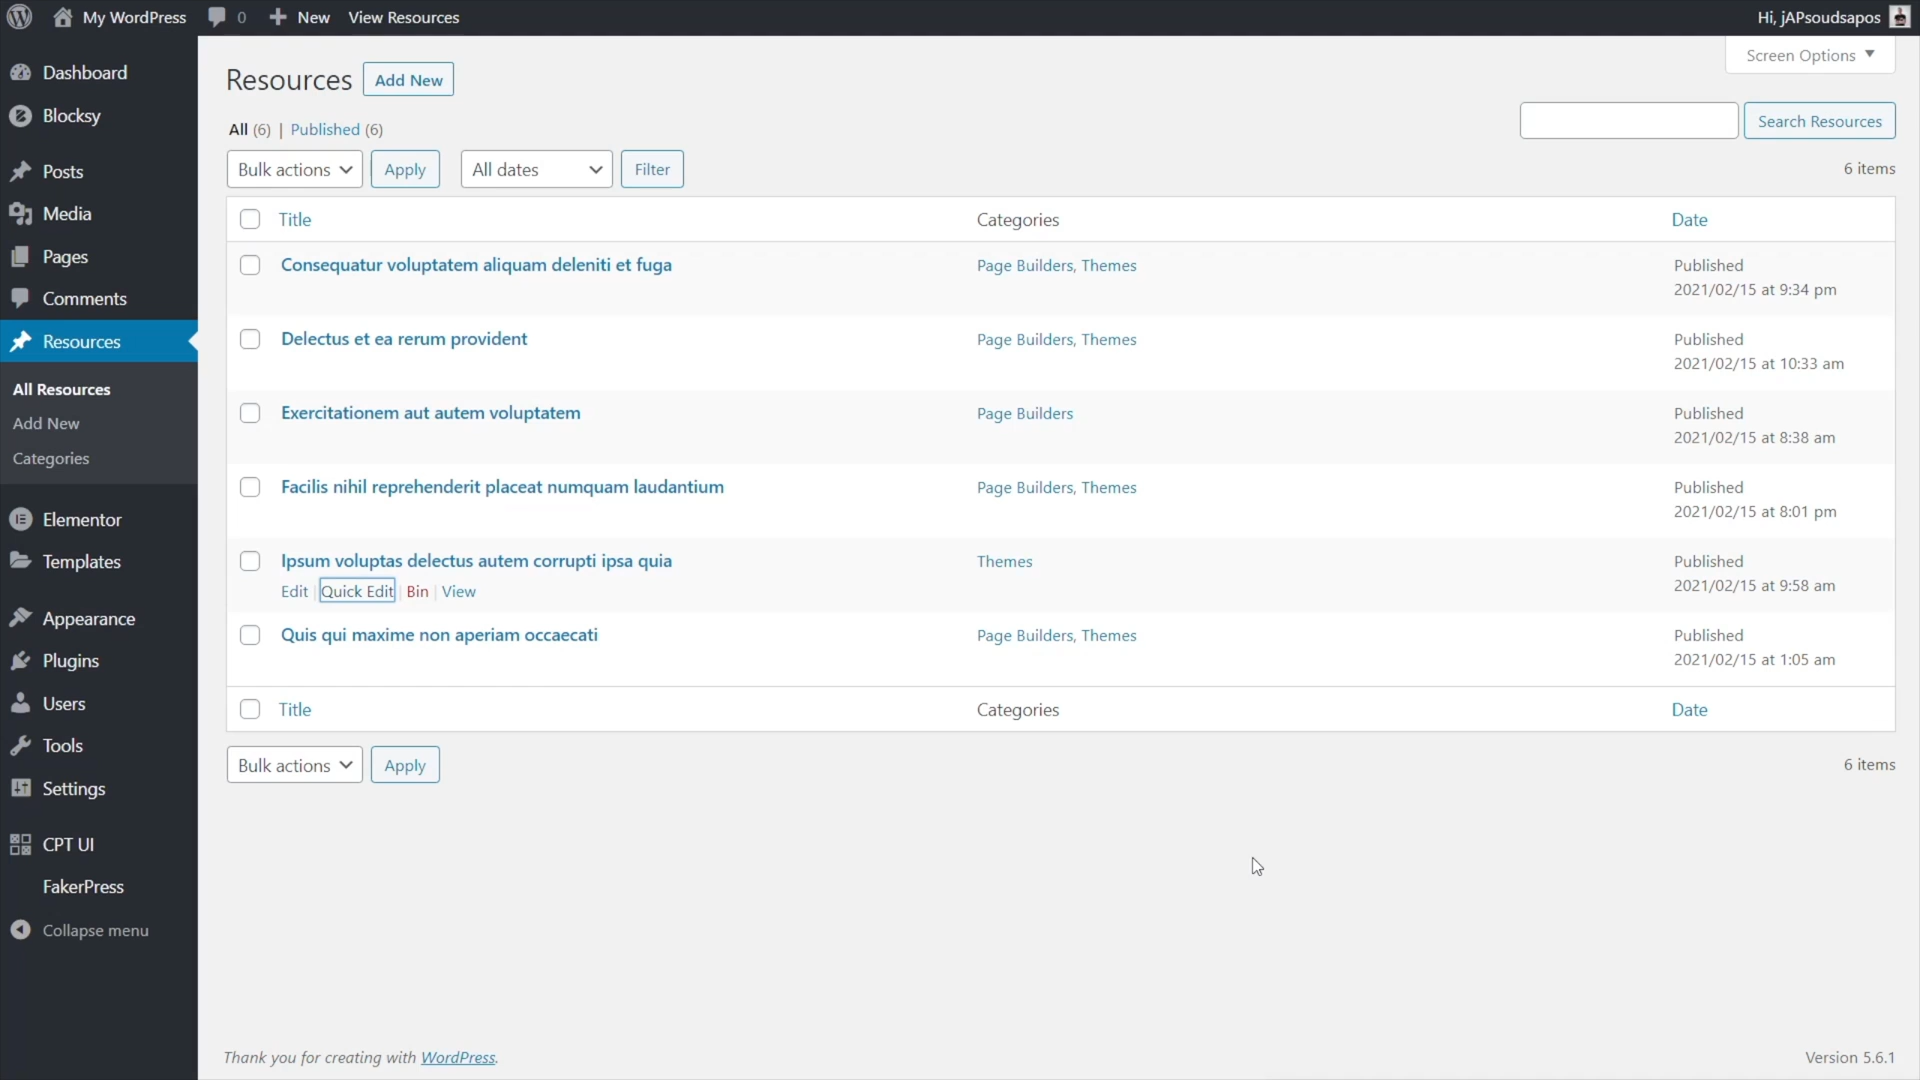 My WordPress 0 New View Resources Hi, jAPsoudsapos
Dashboard
Blocksy
Posts
Media
Pages
Comments
Resources
All Resources
Add New
Categories
Elementor
Templates
Appearance
Plugins
Users
Tools
Settings
CPT UI
FakerPress
Collapse menu
Screen Options
Resources Add New
All (6) | Published (6)
Search Resources
Bulk actions Apply All dates Filter 6 items
Title Categories Date
Consequatur voluptatem aliquam deleniti et fuga Page Builders, Themes Published
2021/02/15 at 9:34 pm
Delectus et ea rerum provident Page Builders, Themes Published
2021/02/15 at 10:33 am
Exercitationem aut autem voluptatem Page Builders Published
2021/02/15 at 8:38 am
Facilis nihil reprehenderit placeat numquam laudantium Page Builders, Themes Published
2021/02/15 at 8:01 pm
Ipsum voluptas delectus autem corrupti ipsa quia Themes Published
Edit | Quick Edit | Bin | View 2021/02/15 at 9:58 am
Quis qui maxime non aperiam occaecati Page Builders, Themes Published
2021/02/15 at 1:05 am
Title Categories Date
Bulk actions Apply 6 items
Thank you for creating with WordPress. Version 5.6.1